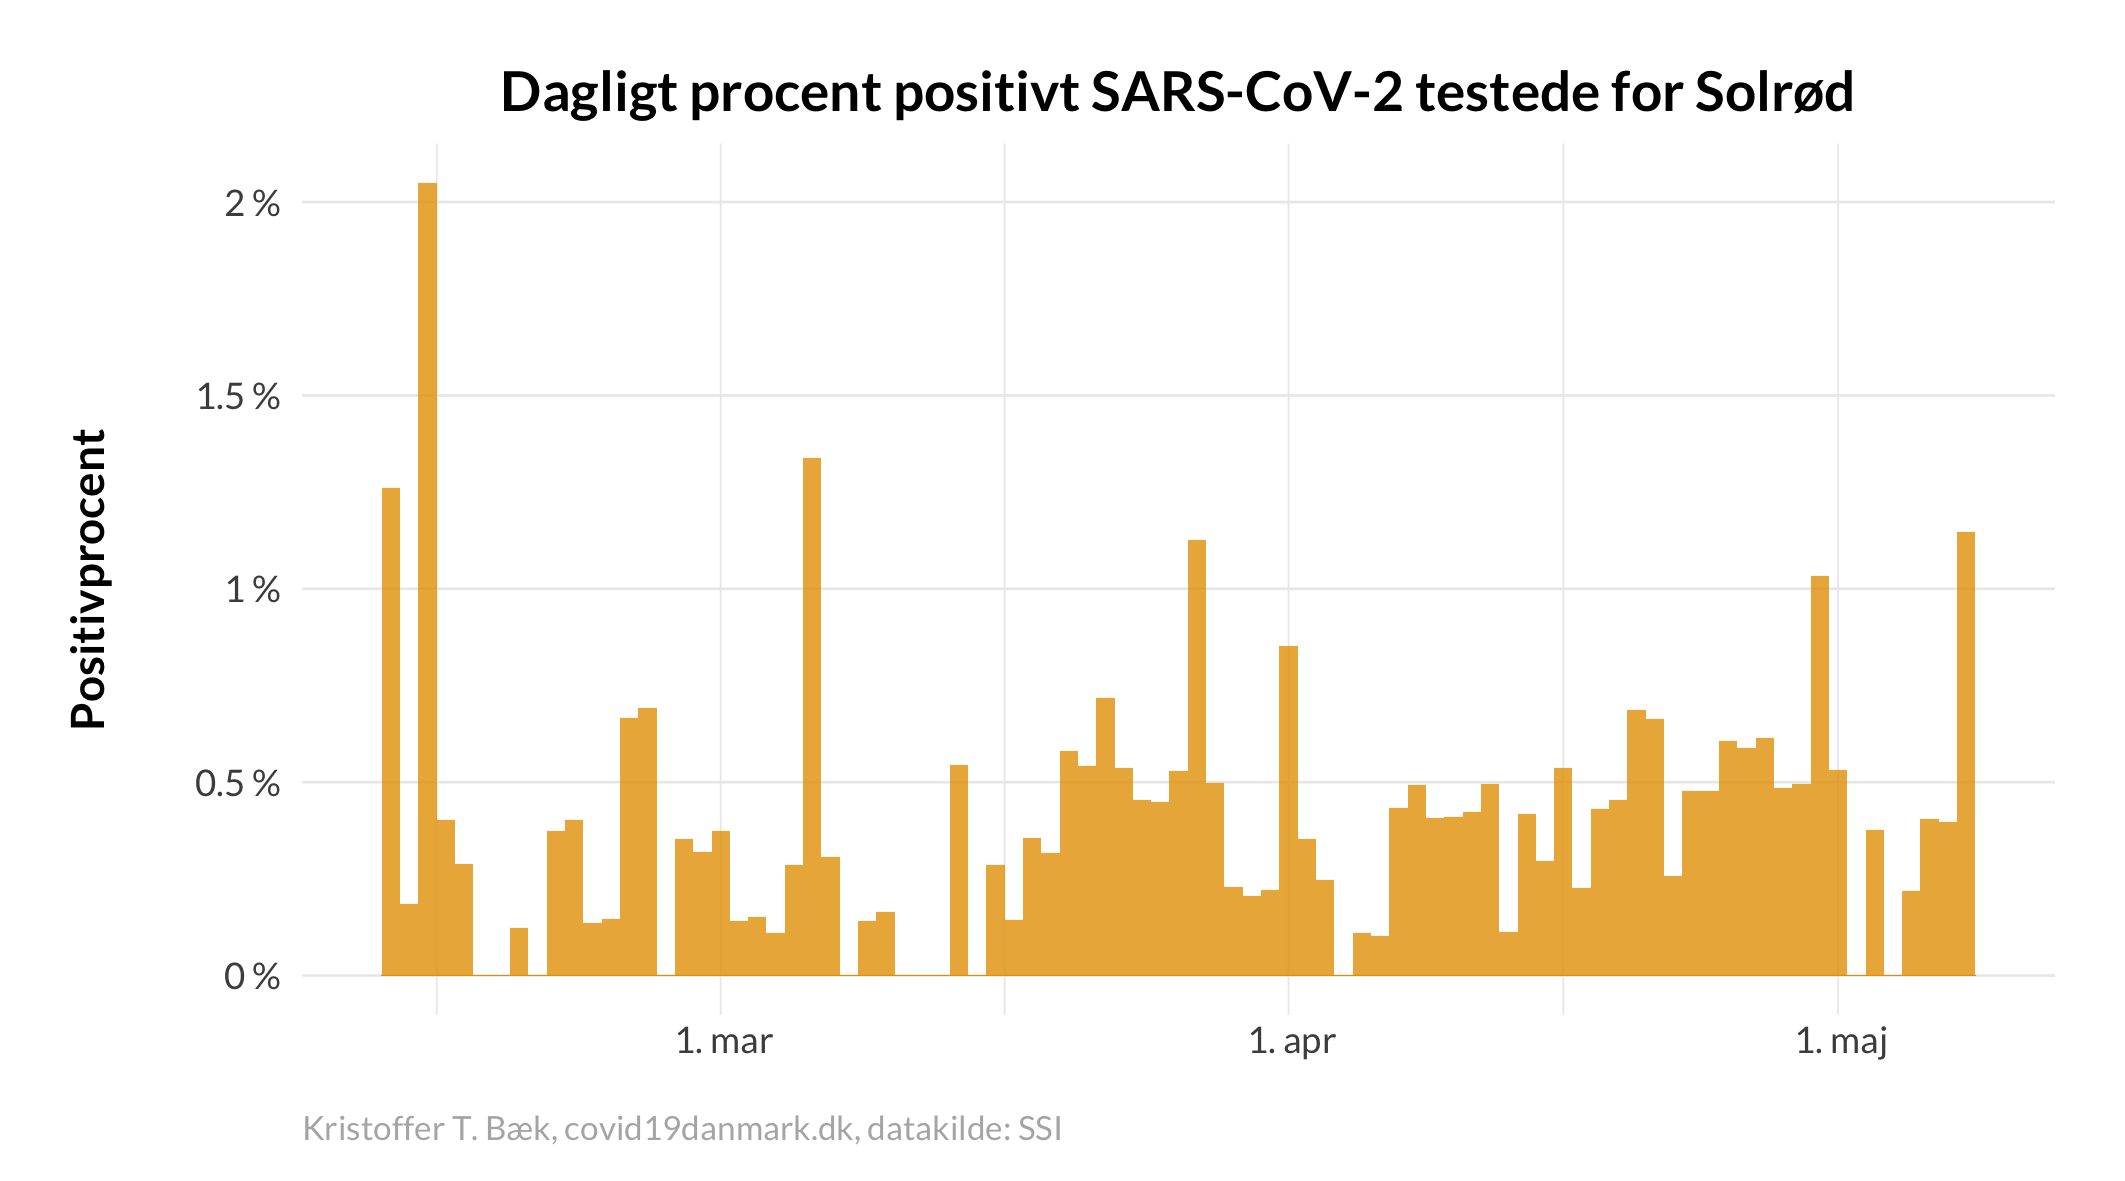 Dagligt procent positivt SARS-CoV-2 testede for Solrød
Positivprocent
2 %
1.5 %
1 %
0.5 %
0 %
1. mar
1. apr
1. maj
Kristoffer T. Bæk, covid19danmark.dk, datakilde: SSI